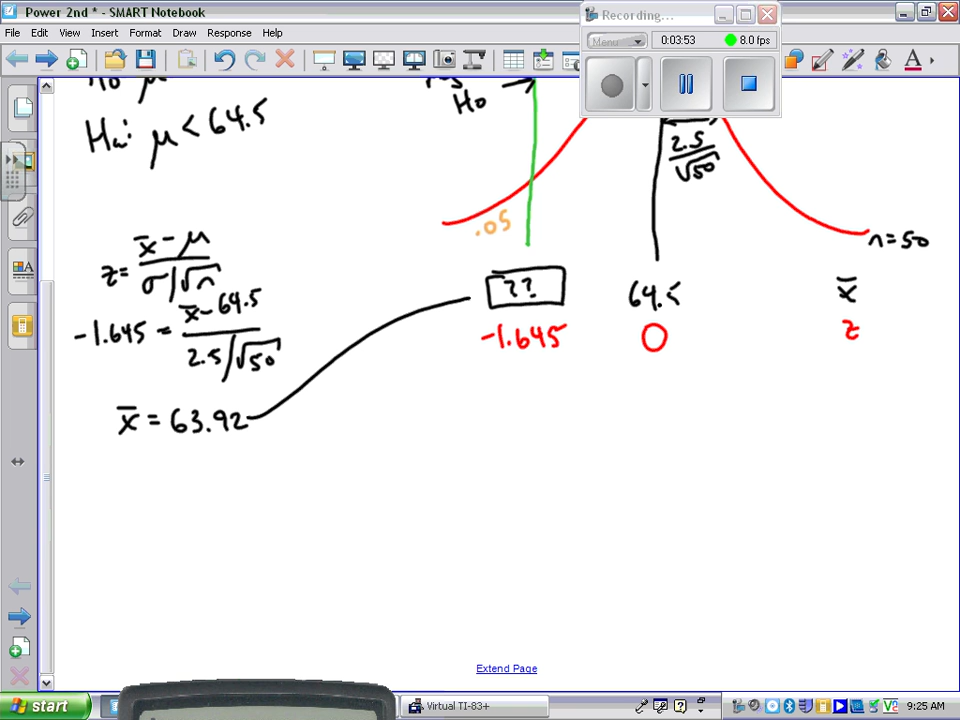 Power 2nd * - SMART Notebook
Recording...
File Edit View Insert Format Draw Response Help
Menu 0:03:53 8.0 fps
Ho
Ha: μ < 64.5
2.5
√50
.05
n=50
z = x̄ - μ
σ/√n
-1.645 = x̄ - 64.5
2.5/√50
x̄ = 63.92
??
64.5
x̄
-1.645
0
z
Extend Page
start
Virtual TI-83+
9:25 AM